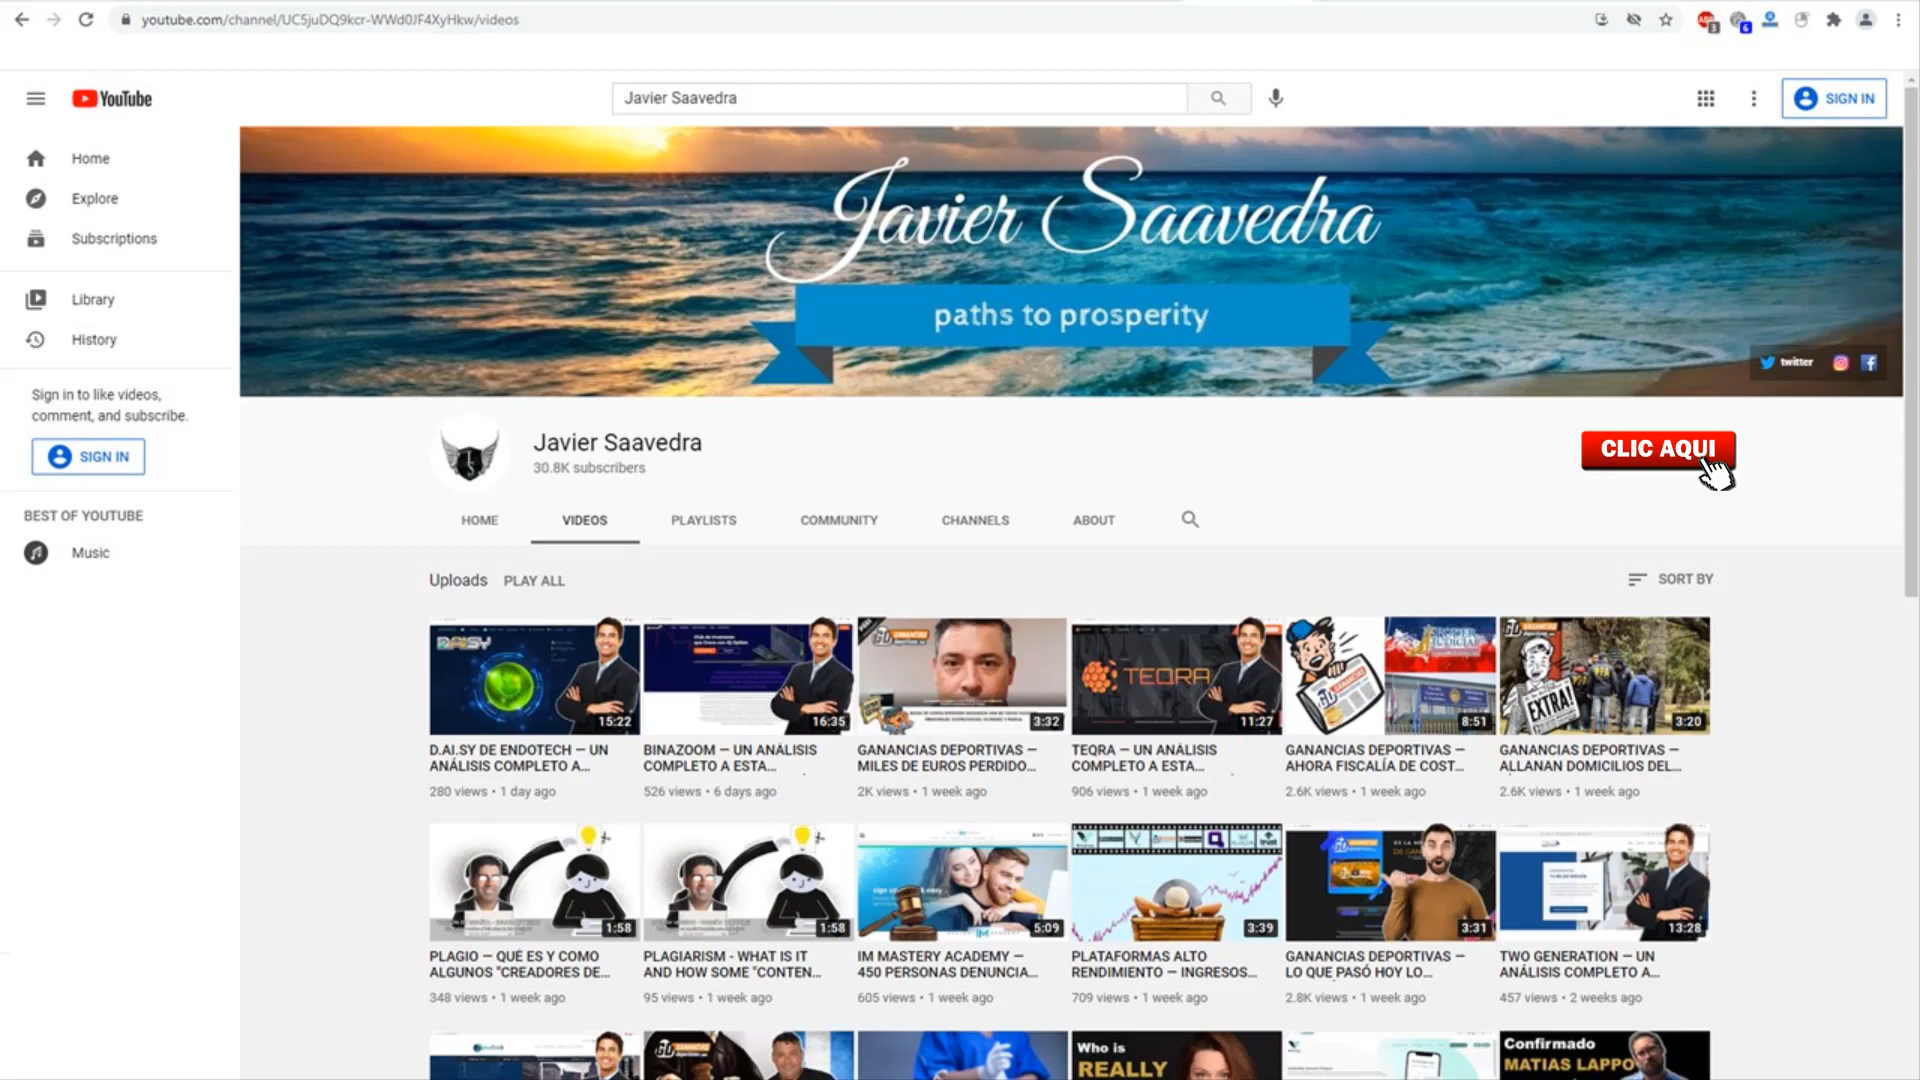 youtube.com/channel/UC5juDQ9kcr-WWd0JF4XyHkw/videos
3
6
YouTube
Javier Saavedra
SIGN IN
Home
Explore
Subscriptions
Library
History
Sign in to like videos,
comment, and subscribe.
SIGN IN
BEST OF YOUTUBE
Music
Javier Saavedra
paths to prosperity
twitter
Javier Saavedra
30.8K subscribers
CLIC AQUI
HOME
VIDEOS
PLAYLISTS
COMMUNITY
CHANNELS
ABOUT
Uploads
PLAY ALL
SORT BY
DAISY
15:22
16:35
GANANCIAS
3:32
TEQRA
11:27
8:51
EXTRA!
3:20
D.AI.SY DE ENDOTECH – UN
ANÁLISIS COMPLETO A...
280 views • 1 day ago
BINAZOOM – UN ANÁLISIS
COMPLETO A ESTA...
526 views • 6 days ago
GANANCIAS DEPORTIVAS –
MILES DE EUROS PERDIDO...
2K views • 1 week ago
TEQRA – UN ANÁLISIS
COMPLETO A ESTA...
906 views • 1 week ago
GANANCIAS DEPORTIVAS –
AHORA FISCALÍA DE COST...
2.6K views • 1 week ago
GANANCIAS DEPORTIVAS –
ALLANAN DOMICILIOS DEL...
2.6K views • 1 week ago
1:58
1:58
5:09
3:39
3:31
13:28
PLAGIO – QUÉ ES Y COMO
ALGUNOS "CREADORES DE...
348 views • 1 week ago
PLAGIARISM - WHAT IS IT
AND HOW SOME "CONTEN...
95 views • 1 week ago
IM MASTERY ACADEMY –
450 PERSONAS DENUNCIA...
605 views • 1 week ago
PLATAFORMAS ALTO
RENDIMIENTO – INGRESOS...
709 views • 1 week ago
GANANCIAS DEPORTIVAS –
LO QUE PASÓ HOY LO...
2.8K views • 1 week ago
TWO GENERATION – UN
ANÁLISIS COMPLETO A...
457 views • 2 weeks ago
GANANCIAS
Who is
REALLY
Confirmado
MATIAS LAPPO